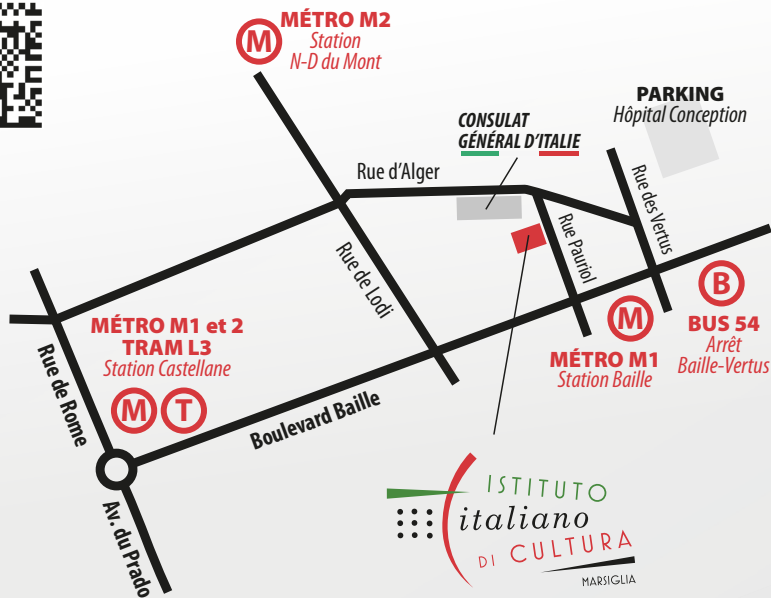 MÉTRO M2
Station
N-D du Mont
M
PARKING
Hôpital Conception
CONSULAT
GÉNÉRAL D'ITALIE
Rue d'Alger
Rue des Vertus
Rue Pauriol
Rue de Lodi
B
BUS 54
Arrêt
Baille-Vertus
M
MÉTRO M1
Station Baille
MÉTRO M1 et 2
TRAM L3
Station Castellane
M T
Rue de Rome
Boulevard Baille
Av. du Prado
ISTITUTO
italiano
DI CULTURA
MARSIGLIA